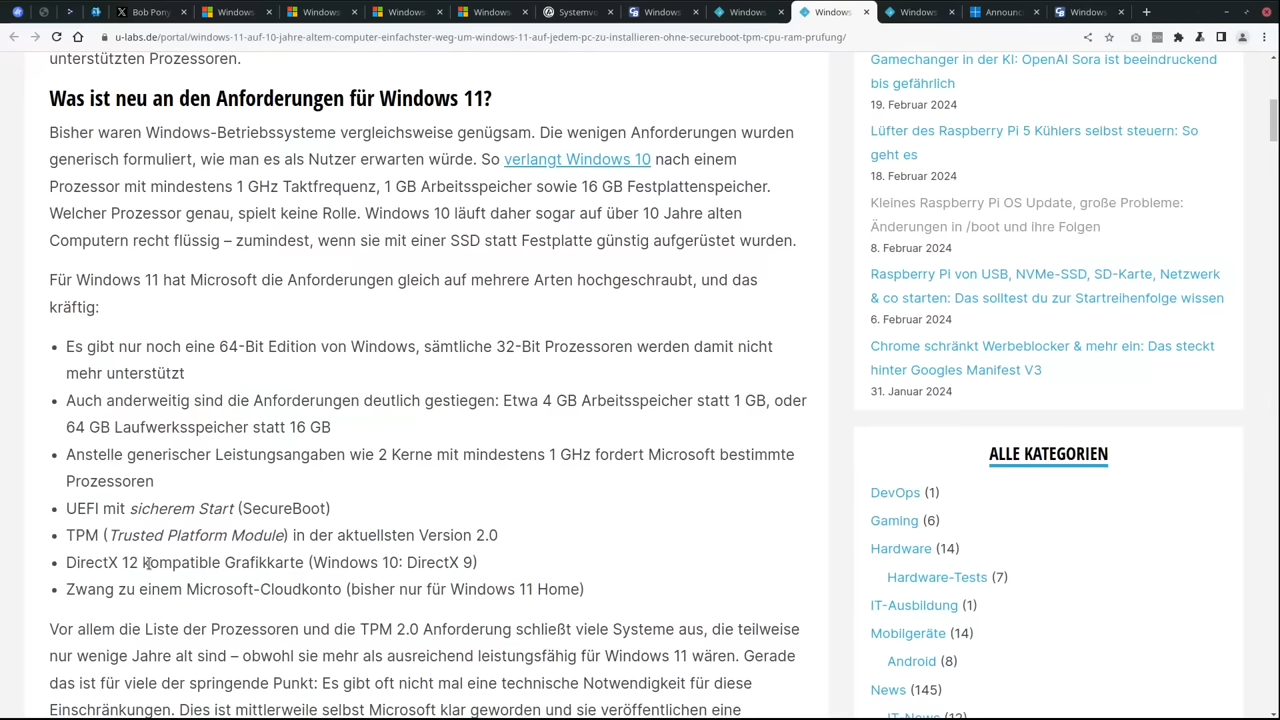 Bob Pony
Windows
Windows
Windows
Windows
Systemv
Windows
Windows
Windows
Windows
Announc
Windows
u-labs.de/portal/windows-11-auf-10-jahre-altem-computer-einfachster-weg-um-windows-11-auf-jedem-pc-zu-installieren-ohne-secureboot-tpm-cpu-ram-prufung/
unterstützten Prozessoren.
Was ist neu an den Anforderungen für Windows 11?
Bisher waren Windows-Betriebssysteme vergleichsweise genügsam. Die wenigen Anforderungen wurden
generisch formuliert, wie man es als Nutzer erwarten würde. So verlangt Windows 10 nach einem
Prozessor mit mindestens 1 GHz Taktfrequenz, 1 GB Arbeitsspeicher sowie 16 GB Festplattenspeicher.
Welcher Prozessor genau, spielt keine Rolle. Windows 10 läuft daher sogar auf über 10 Jahre alten
Computern recht flüssig – zumindest, wenn sie mit einer SSD statt Festplatte günstig aufgerüstet wurden.
Für Windows 11 hat Microsoft die Anforderungen gleich auf mehrere Arten hochgeschraubt, und das
kräftig:
• Es gibt nur noch eine 64-Bit Edition von Windows, sämtliche 32-Bit Prozessoren werden damit nicht
mehr unterstützt
• Auch anderweitig sind die Anforderungen deutlich gestiegen: Etwa 4 GB Arbeitsspeicher statt 1 GB, oder
64 GB Laufwerksspeicher statt 16 GB
• Anstelle generischer Leistungsangaben wie 2 Kerne mit mindestens 1 GHz fordert Microsoft bestimmte
Prozessoren
• UEFI mit sicherem Start (SecureBoot)
• TPM (Trusted Platform Module) in der aktuellsten Version 2.0
• DirectX 12 kompatible Grafikkarte (Windows 10: DirectX 9)
• Zwang zu einem Microsoft-Cloudkonto (bisher nur für Windows 11 Home)
Vor allem die Liste der Prozessoren und die TPM 2.0 Anforderung schließt viele Systeme aus, die teilweise
nur wenige Jahre alt sind – obwohl sie mehr als ausreichend leistungsfähig für Windows 11 wären. Gerade
das ist für viele der springende Punkt: Es gibt oft nicht mal eine technische Notwendigkeit für diese
Einschränkungen. Dies ist mittlerweile selbst Microsoft klar geworden und sie veröffentlichen eine
Gamechanger in der KI: OpenAI Sora ist beeindruckend
bis gefährlich
19. Februar 2024
Lüfter des Raspberry Pi 5 Kühlers selbst steuern: So
geht es
18. Februar 2024
Kleines Raspberry Pi OS Update, große Probleme:
Änderungen in /boot und ihre Folgen
8. Februar 2024
Raspberry Pi von USB, NVMe-SSD, SD-Karte, Netzwerk
& co starten: Das solltest du zur Startreihenfolge wissen
6. Februar 2024
Chrome schränkt Werbeblocker & mehr ein: Das steckt
hinter Googles Manifest V3
31. Januar 2024
ALLE KATEGORIEN
DevOps (1)
Gaming (6)
Hardware (14)
Hardware-Tests (7)
IT-Ausbildung (1)
Mobilgeräte (14)
Android (8)
News (145)
IT-News (12)